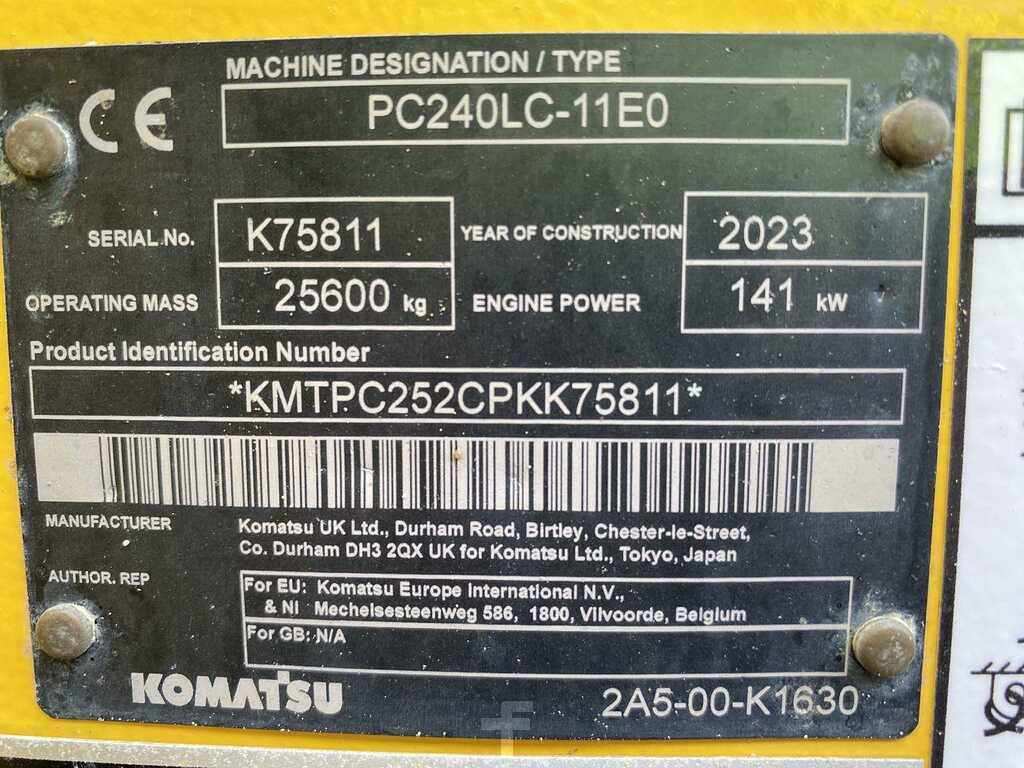 CE
MACHINE DESIGNATION / TYPE
PC240LC-11E0
SERIAL No. K75811 YEAR OF CONSTRUCTION 2023
OPERATING MASS 25600 kg ENGINE POWER 141 kW
Product Identification Number
*KMTPC252CPKK75811*
MANUFACTURER Komatsu UK Ltd., Durham Road, Birtley, Chester-le-Street,
Co. Durham DH3 2QX UK for Komatsu Ltd., Tokyo, Japan
AUTHOR. REP For EU: Komatsu Europe International N.V.,
& NI Mechelsesteenweg 586, 1800, Vilvoorde, Belgium
For GB: N/A
KOMATSU 2A5-00-K1630